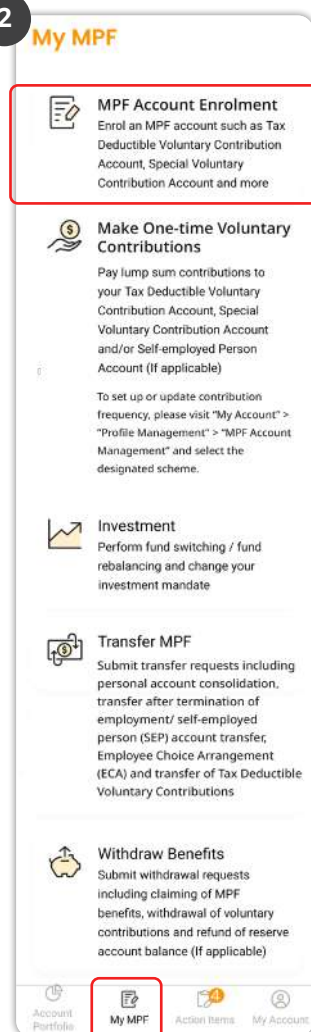 2
My MPF
MPF Account Enrolment
Enrol an MPF account such as Tax
Deductible Voluntary Contribution
Account, Special Voluntary
Contribution Account and more
$
Make One-time Voluntary
Contributions
Pay lump sum contributions to
your Tax Deductible Voluntary
Contribution Account, Special
Voluntary Contribution Account
and/or Self-employed Person
Account (If applicable)
To set up or update contribution
frequency, please visit "My Account" >
"Profile Management" > "MPF Account
Management" and select the
designated scheme.
Investment
Perform fund switching / fund
rebalancing and change your
investment mandate
$
Transfer MPF
Submit transfer requests including
personal account consolidation,
transfer after termination of
employment/ self-employed
person (SEP) account transfer,
Employee Choice Arrangement
(ECA) and transfer of Tax Deductible
Voluntary Contributions
Withdraw Benefits
Submit withdrawal requests
including claiming of MPF
benefits, withdrawal of voluntary
contributions and refund of reserve
account balance (If applicable)
4
Account
Portfolio
My MPF
Action Items
My Account